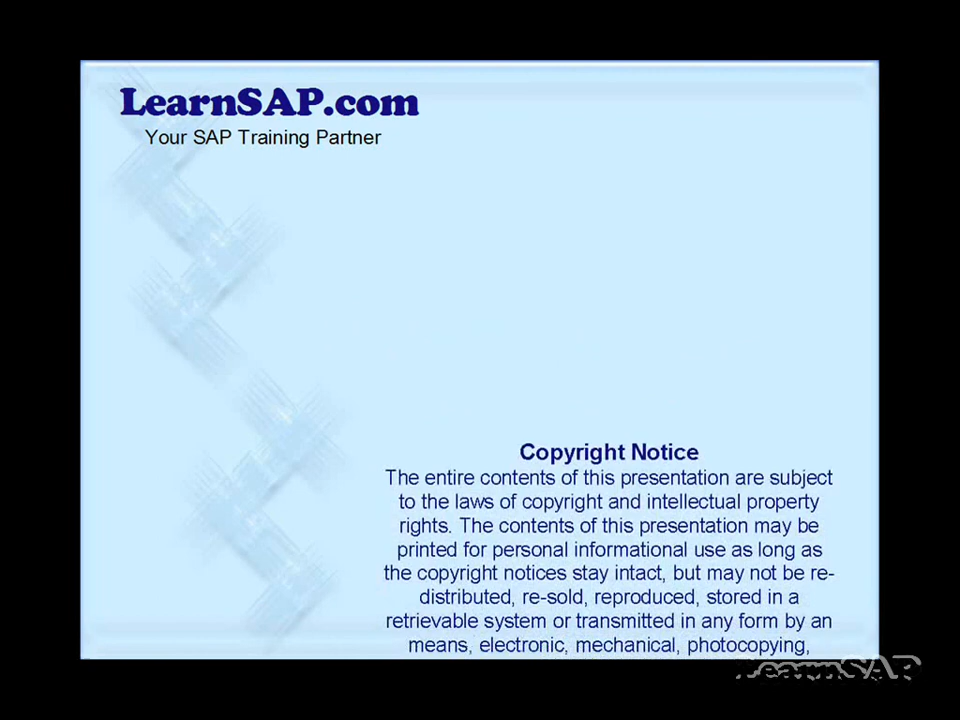 LearnSAP.com
Your SAP Training Partner
Copyright Notice
The entire contents of this presentation are subject
to the laws of copyright and intellectual property
rights. The contents of this presentation may be
printed for personal informational use as long as
the copyright notices stay intact, but may not be re-
distributed, re-sold, reproduced, stored in a
retrievable system or transmitted in any form by an
means, electronic, mechanical, photocopying,
LearnSAP